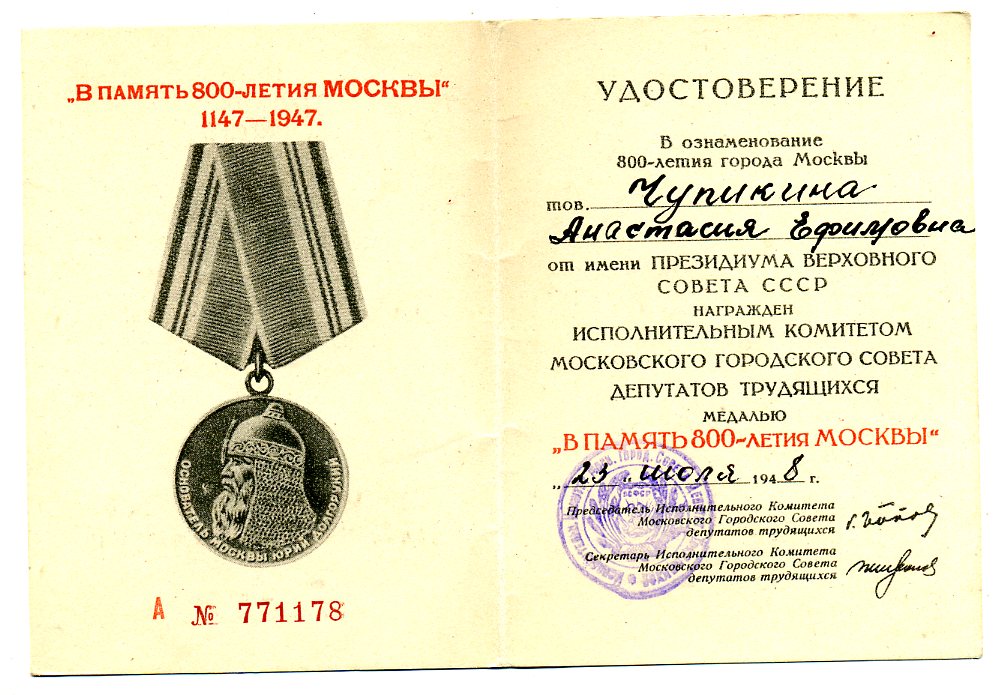 „В ПАМЯТЬ 800-ЛЕТИЯ МОСКВЫ“
1147—1947.
ОСНОВАТЕЛЬ МОСКВЫ ЮРИЙ ДОЛГОРУКИЙ
А № 771178
УДОСТОВЕРЕНИЕ
В ознаменование
800-летия города Москвы
тов. Чупикина
Анастасия Ефимовна
от имени ПРЕЗИДИУМА ВЕРХОВНОГО
СОВЕТА СССР
НАГРАЖДЕН
ИСПОЛНИТЕЛЬНЫМ КОМИТЕТОМ
МОСКОВСКОГО ГОРОДСКОГО СОВЕТА
ДЕПУТАТОВ ТРУДЯЩИХСЯ
МЕДАЛЬЮ
„В ПАМЯТЬ 800-ЛЕТИЯ МОСКВЫ“
„23“ июля 1948 г.
Председатель Исполнительного Комитета
Московского Городского Совета
депутатов трудящихся
Г. Попов
Секретарь Исполнительного Комитета
Московского Городского Совета
депутатов трудящихся